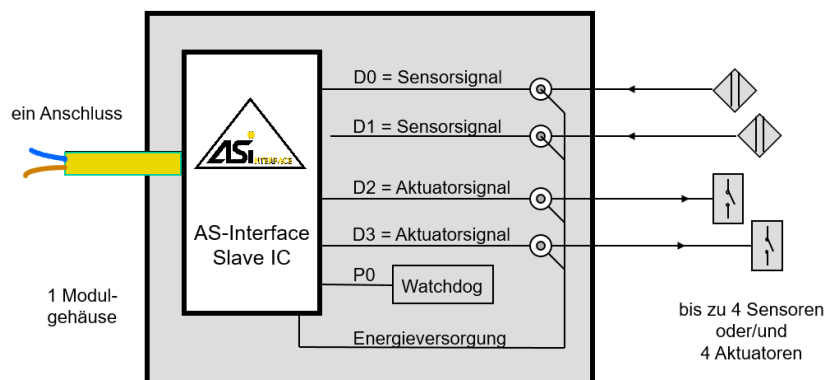 D0 = Sensorsignal
ein Anschluss
D1 = Sensorsignal
ASi INTERFACE
D2 = Aktuatorsignal
AS-Interface
Slave IC
D3 = Aktuatorsignal
P0
Watchdog
1 Modul-
gehäuse
Energieversorgung
bis zu 4 Sensoren
oder/und
4 Aktuatoren